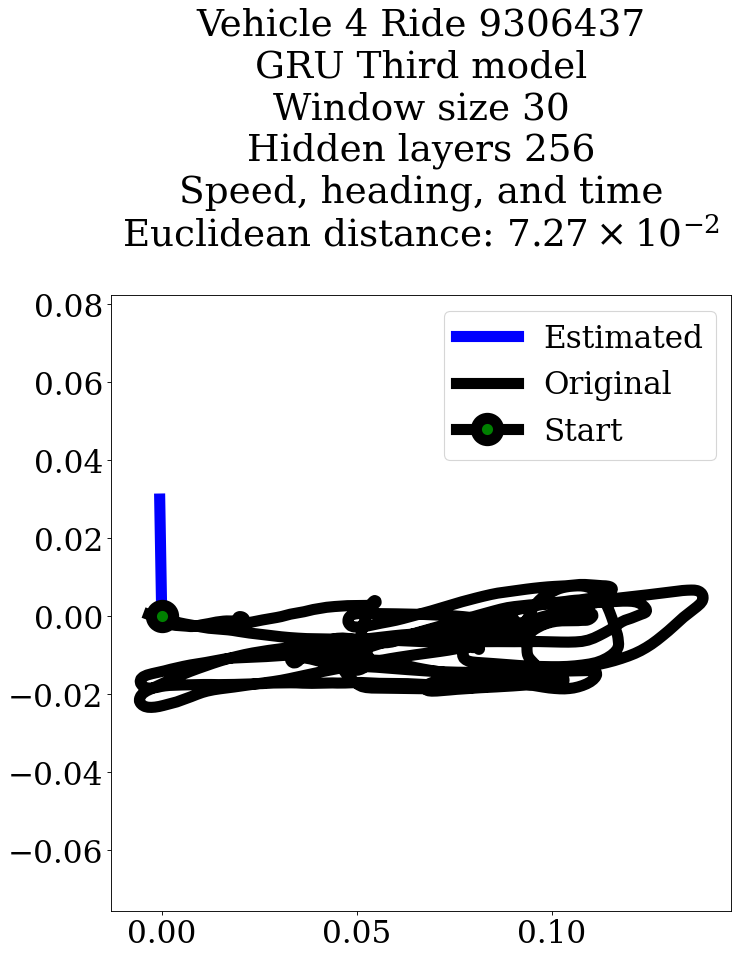 Vehicle 4 Ride 9306437
GRU Third model
Window size 30
Hidden layers 256
Speed, heading, and time
Euclidean distance: 7.27 × 10⁻²
0.08
0.06
0.04
0.02
0.00
−0.02
−0.04
−0.06
Estimated
Original
Start
0.00 0.05 0.10